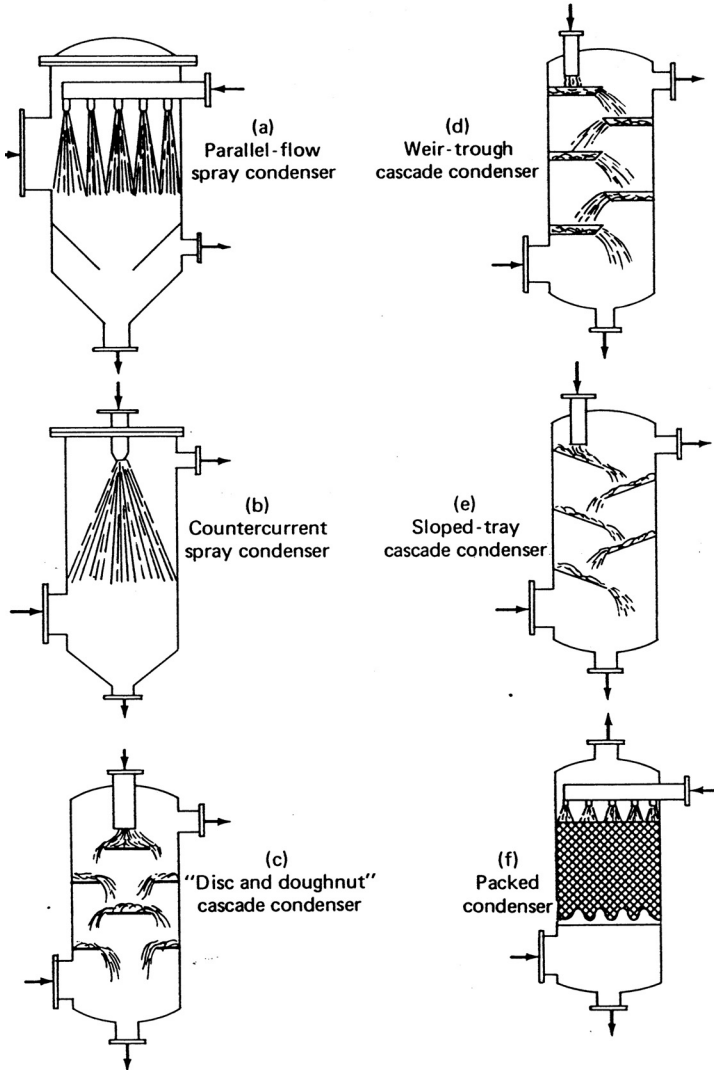 (a)
Parallel-flow
spray condenser
(b)
Countercurrent
spray condenser
(c)
"Disc and doughnut"
cascade condenser
(d)
Weir-trough
cascade condenser
(e)
Sloped-tray
cascade condenser
(f)
Packed
condenser